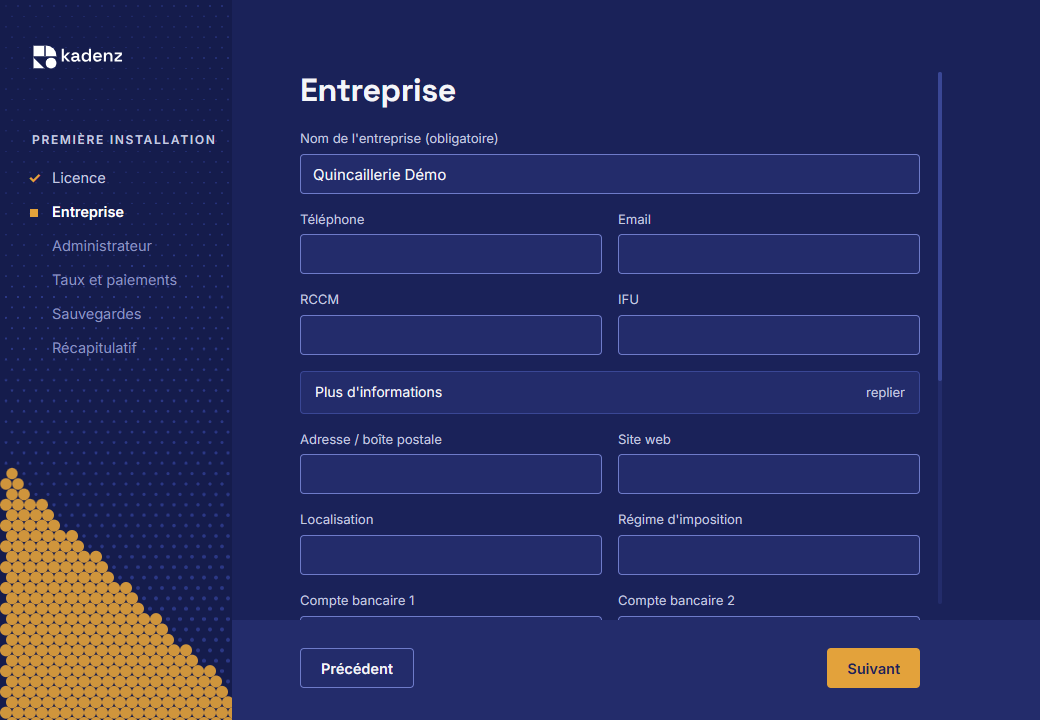 kadenz
PREMIÈRE INSTALLATION
Licence
Entreprise
Administrateur
Taux et paiements
Sauvegardes
Récapitulatif
Entreprise
Nom de l'entreprise (obligatoire)
Quincaillerie Démo
Téléphone
Email
RCCM
IFU
Plus d'informations
replier
Adresse / boîte postale
Site web
Localisation
Régime d'imposition
Compte bancaire 1
Compte bancaire 2
Précédent
Suivant